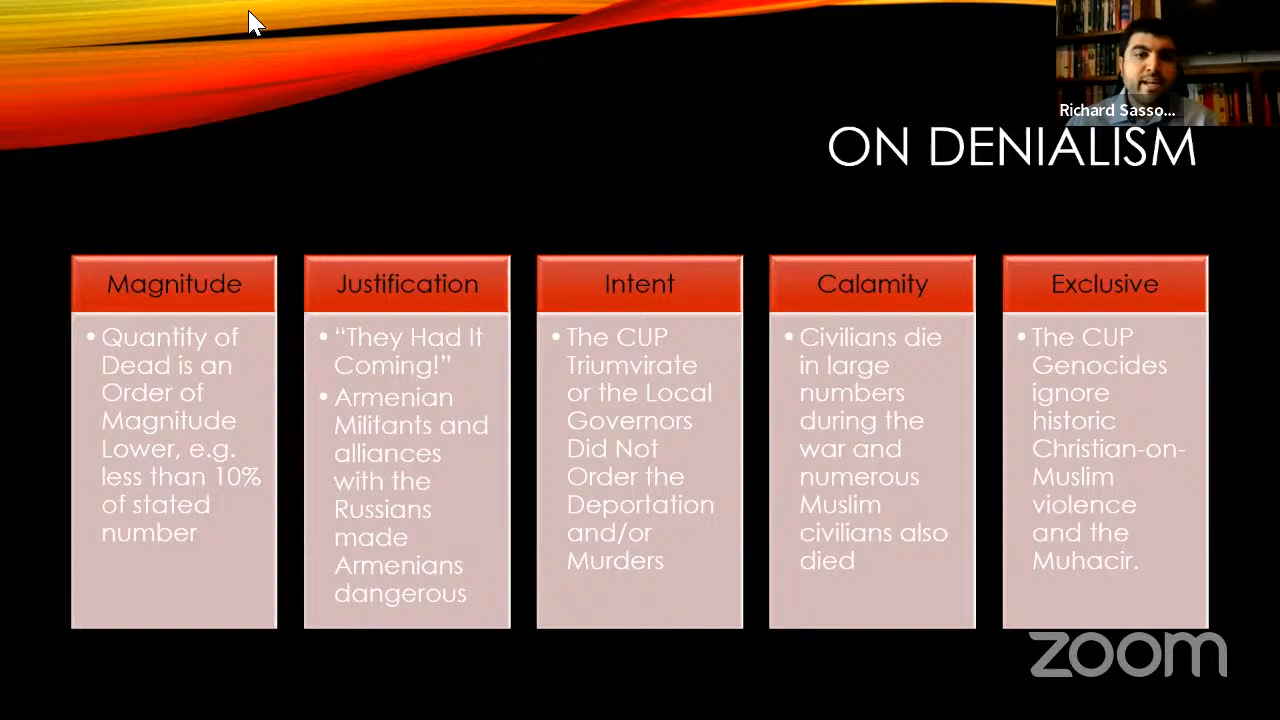 Richard Sasso...
ON DENIALISM
Magnitude
• Quantity of
Dead is an
Order of
Magnitude
Lower, e.g.
less than 10%
of stated
number
Justification
• “They Had It
Coming!”
• Armenian
Militants and
alliances
with the
Russians
made
Armenians
dangerous
Intent
• The CUP
Triumvirate
or the Local
Governors
Did Not
Order the
Deportation
and/or
Murders
Calamity
• Civilians die
in large
numbers
during the
war and
numerous
Muslim
civilians also
died
Exclusive
• The CUP
Genocides
ignore
historic
Christian-on-
Muslim
violence
and the
Muhacir.
zoom